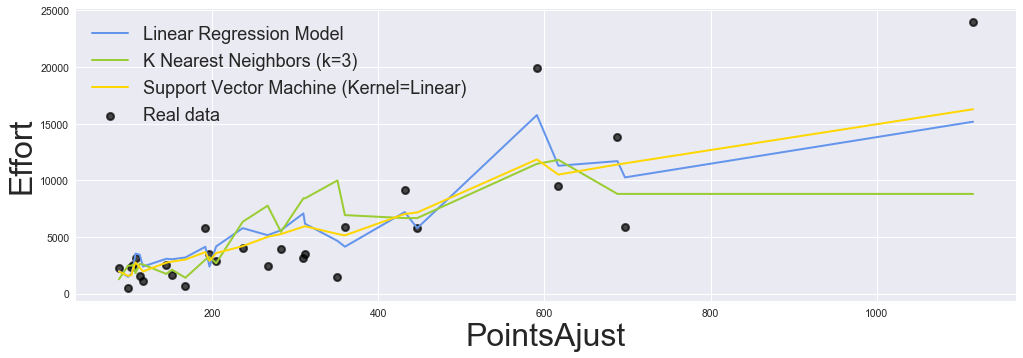 25000
20000
15000
10000
5000
0
Effort
Linear Regression Model
K Nearest Neighbors (k=3)
Support Vector Machine (Kernel=Linear)
Real data
200
400
600
800
1000
PointsAjust